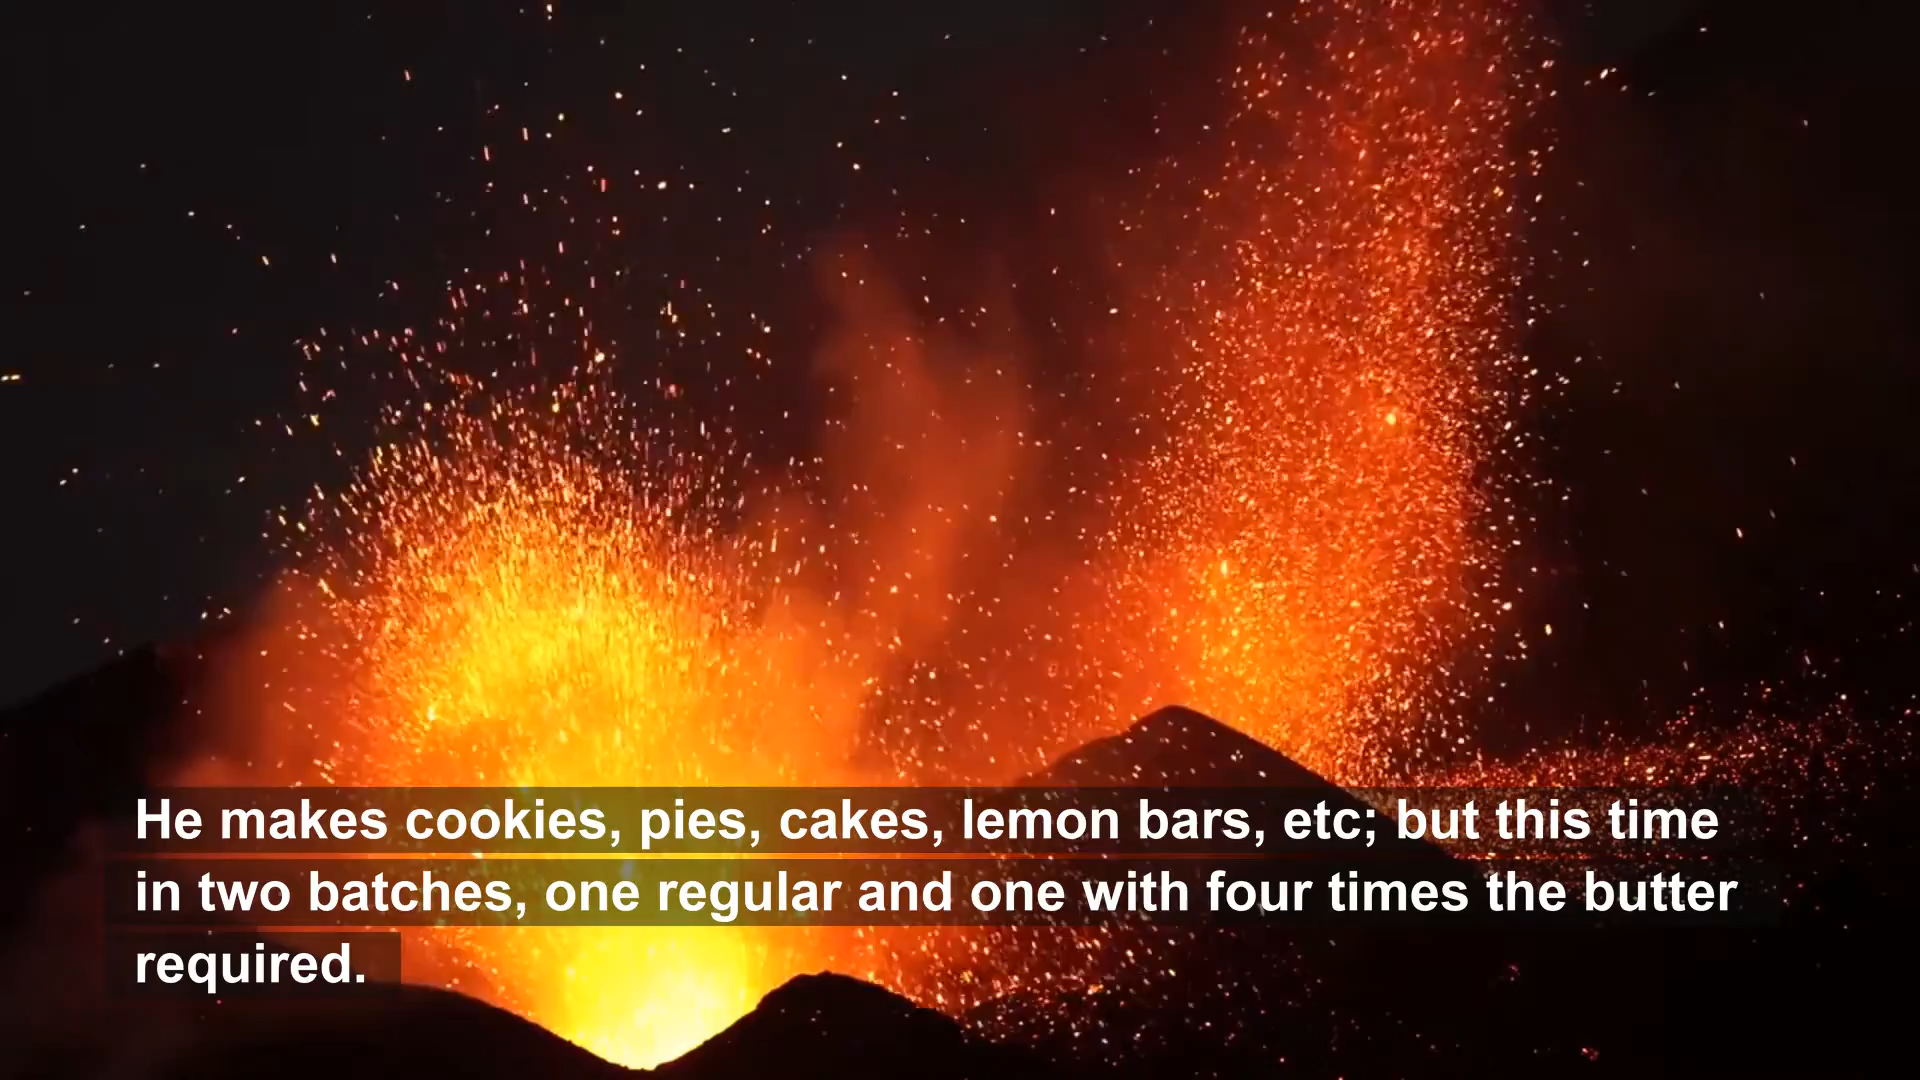 He makes cookies, pies, cakes, lemon bars, etc; but this time
in two batches, one regular and one with four times the butter
required.